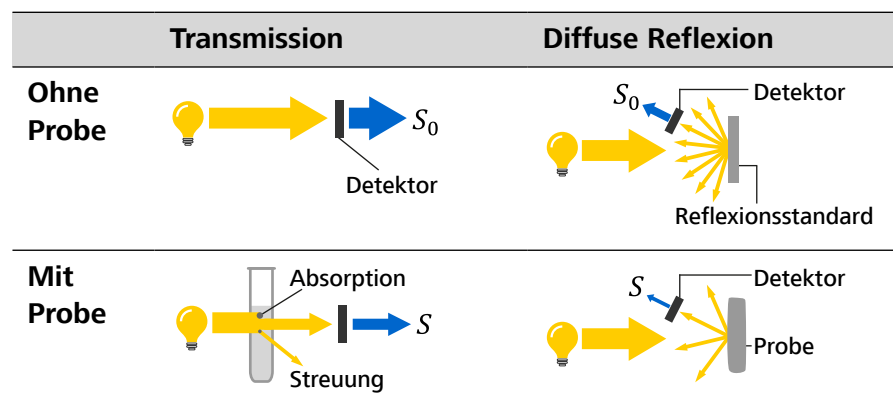 Transmission
Diffuse Reflexion
Ohne
Probe
S₀
Detektor
S₀
Detektor
Reflexionsstandard
Mit
Probe
Absorption
S
Streuung
S
Detektor
Probe